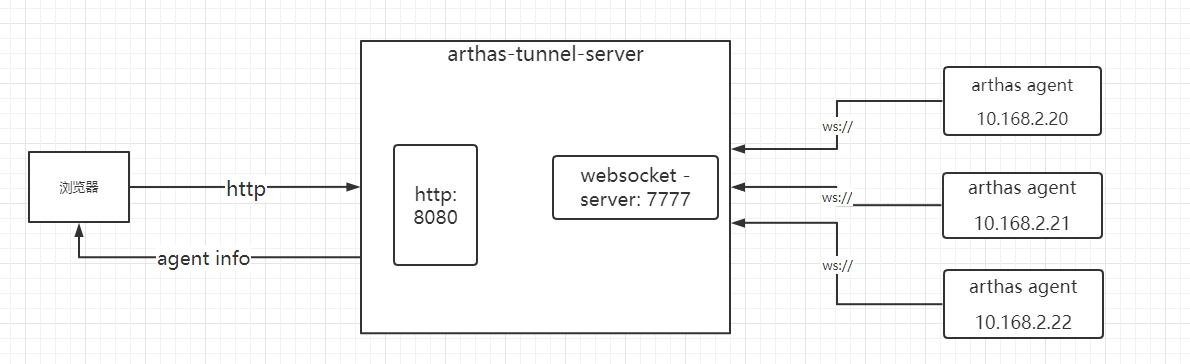 arthas-tunnel-server
浏览器
http
agent info
http:
8080
websocket -
server: 7777
ws://
ws://
ws://
arthas agent
10.168.2.20
arthas agent
10.168.2.21
arthas agent
10.168.2.22